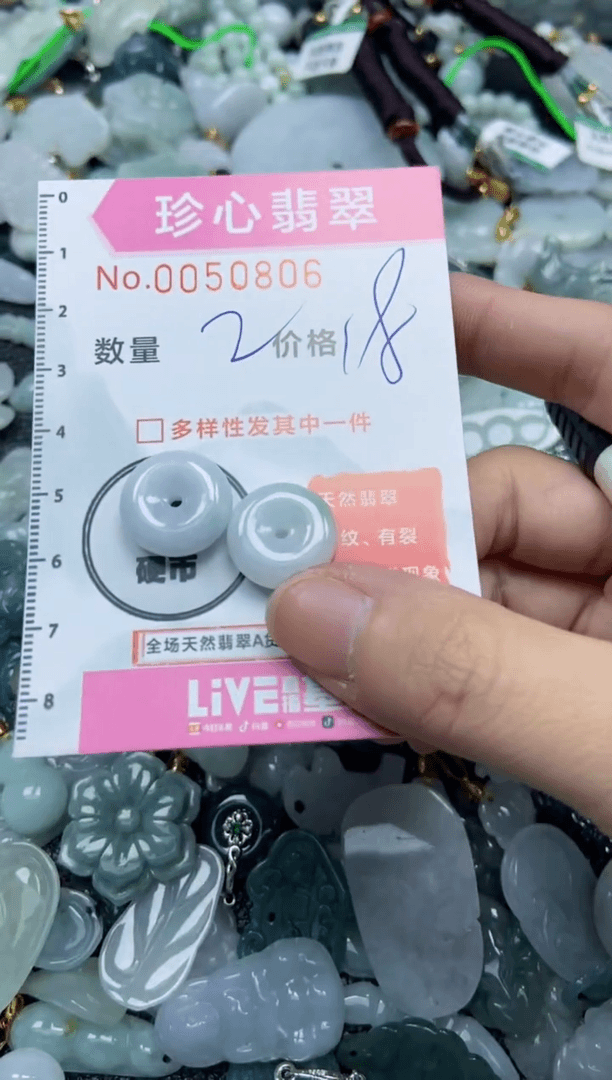 珍心翡翠
No.0050806
数量 2 价格 18
多样性发其中一件
天然翡翠
纹、有裂
现象
硬币
全场天然翡翠A货
LiVE
0
1
2
3
4
5
6
7
8